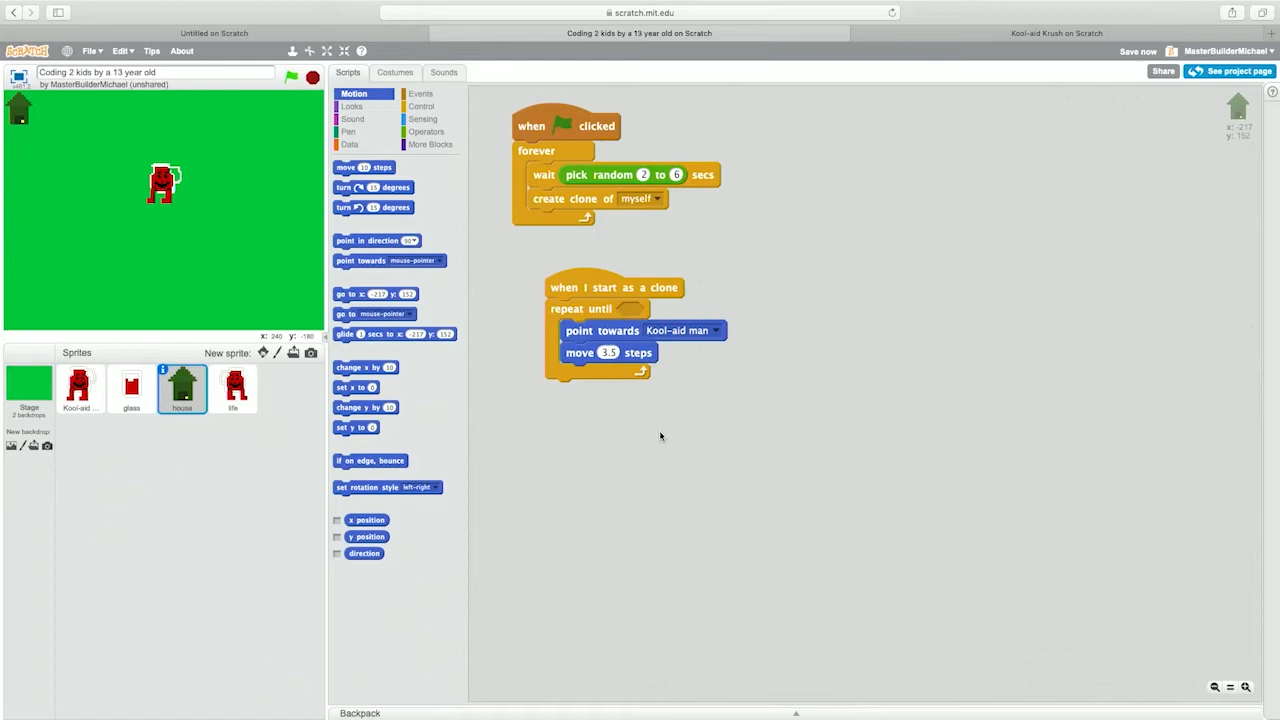 scratch.mit.edu
Untitled on Scratch
Coding 2 kids by a 13 year old on Scratch
Kool-aid Krush on Scratch
SCRATCH File Edit Tips About
Save now MasterBuilderMichael
Coding 2 kids by a 13 year old
by MasterBuilderMichael (unshared)
Scripts Costumes Sounds
Share See project page
Motion Events
Looks Control
Sound Sensing
Pen Operators
Data More Blocks
move 10 steps
turn 15 degrees
turn 15 degrees
point in direction 90
point towards mouse-pointer
go to x: -217 y: 152
go to mouse-pointer
glide 1 secs to x: -217 y: 152
change x by 10
set x to 0
change y by 10
set y to 0
if on edge, bounce
set rotation style left-right
x position
y position
direction
when clicked
forever
wait pick random 2 to 6 secs
create clone of myself
when I start as a clone
repeat until
point towards Kool-aid man
move 3.5 steps
x: -217
y: 152
x: 240 y: -180
Sprites New sprite:
Stage
2 backdrops
New backdrop:
Kool-aid ...
glass
house
life
Backpack